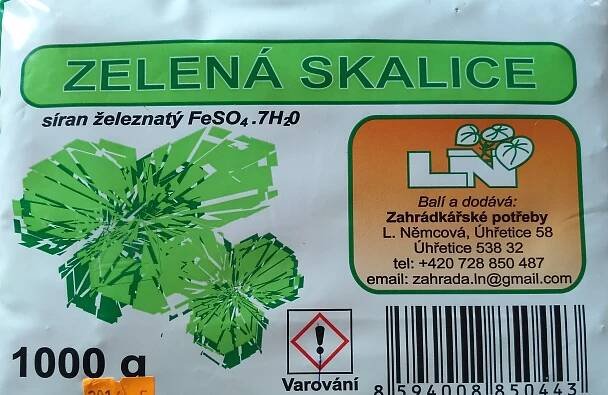 ZELENÁ SKALICE
síran železnatý FeSO₄.7H₂0
LN
Balí a dodává:
Zahrádkářské potřeby
L. Němcová, Úhřetice 58
Úhřetice 538 32
tel: +420 728 850 487
email: zahrada.ln@gmail.com
1000 g
Varování
8 594008 850443